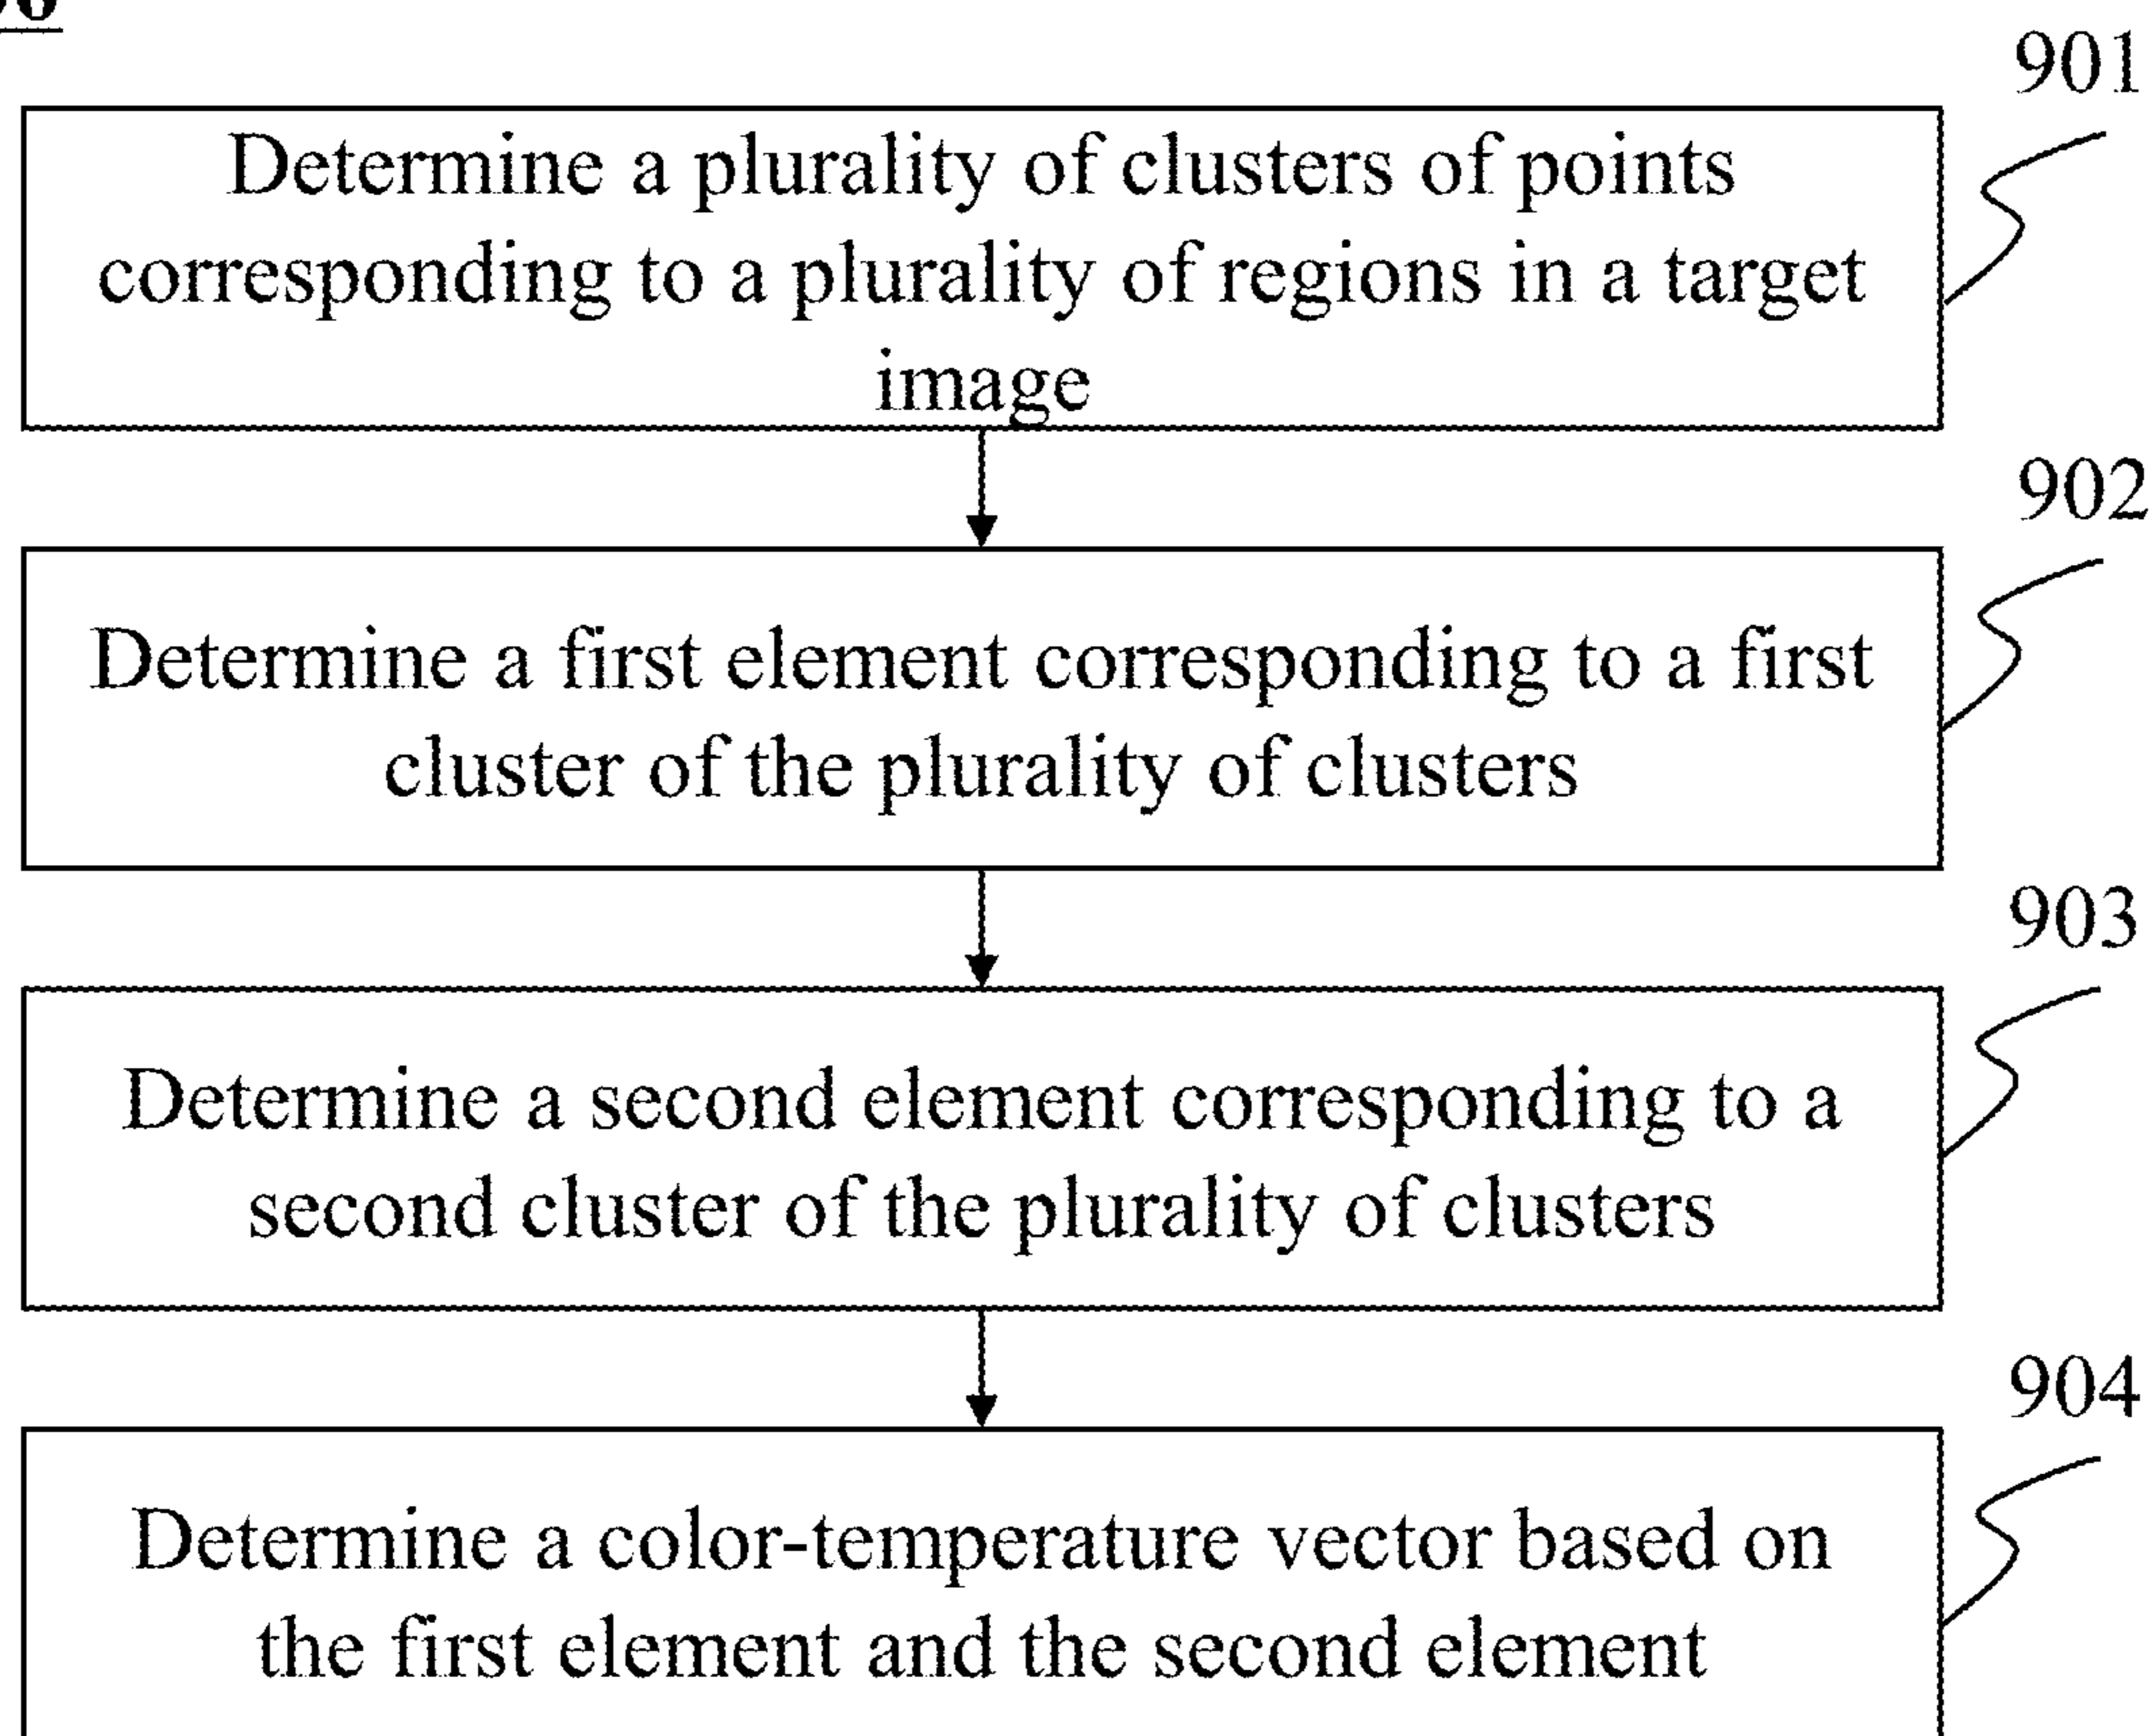 901
Determine a plurality of clusters of points
corresponding to a plurality of regions in a target
image
902
Determine a first element corresponding to a first
cluster of the plurality of clusters
903
Determine a second element corresponding to a
second cluster of the plurality of clusters
904
Determine a color-temperature vector based on
the first element and the second element